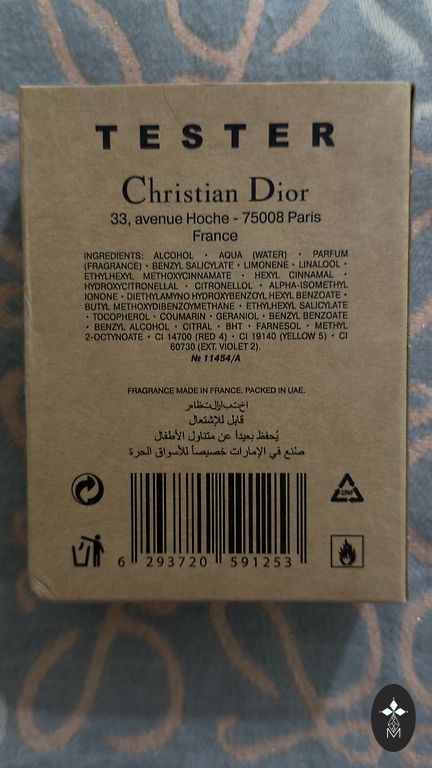 TESTER
Christian Dior
33, avenue Hoche - 75008 Paris
France
INGREDIENTS: ALCOHOL • AQUA (WATER) • PARFUM
(FRAGRANCE) • BENZYL SALICYLATE • LIMONENE • LINALOOL •
ETHYLHEXYL METHOXYCINNAMATE • HEXYL CINNAMAL •
HYDROXYCITRONELLAL • CITRONELLOL • ALPHA-ISOMETHYL
IONONE • DIETHYLAMYNO HYDROXYBENZOYL HEXYL BENZOATE •
BUTYL METHOXYDIBENZOYMETHANE • ETHYLHEXYL SALICYLATE
• TOCOPHEROL • COUMARIN • GERANIOL • BENZYL BENZOATE
• BENZYL ALCOHOL • CITRAL • BHT • FARNESOL • METHYL
2-OCTYNOATE • CI 14700 (RED 4) • CI 19140 (YELLOW 5) • CI
60730 (EXT. VIOLET 2).
№ 11454/A
FRAGRANCE MADE IN FRANCE. PACKED IN UAE.
قابل للإشتعال
يُحفظ بعيداً عن متناول الأطفال
صُنع في الإمارات خصيصاً للأسواق الحرة
6 293720 591253
M